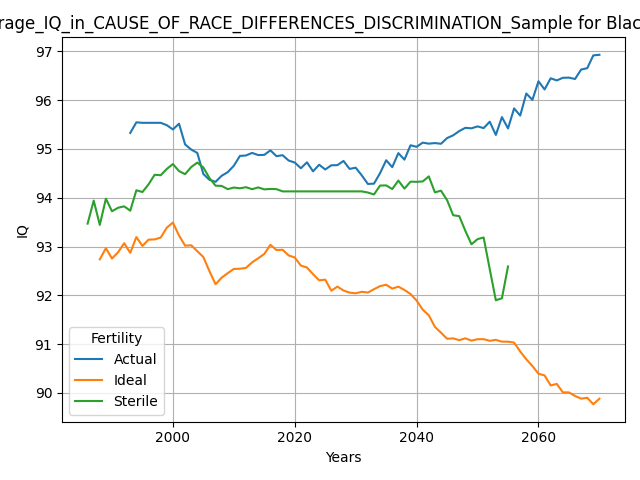 rage_IQ_in_CAUSE_OF_RACE_DIFFERENCES_DISCRIMINATION_Sample for Blac
97
96
95
94
93
92
91
90
IQ
Fertility
Actual
Ideal
Sterile
2000
2020
2040
2060
Years